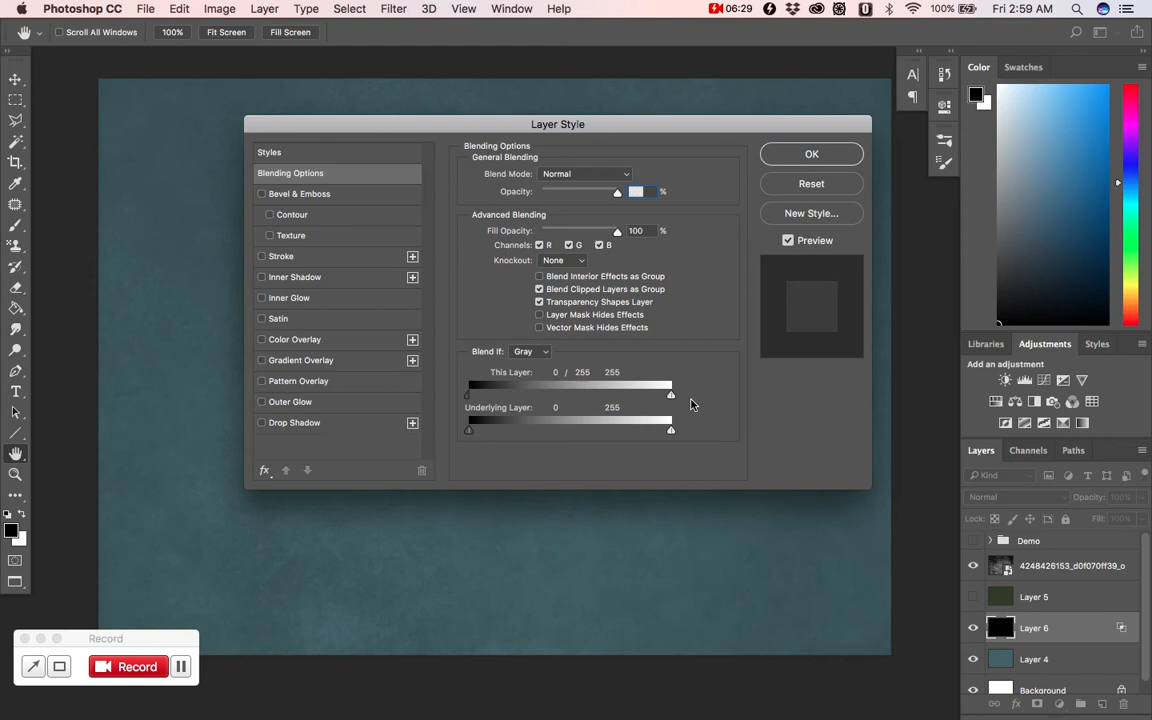 Photoshop CC File Edit Image Layer Type Select Filter 3D View Window Help 06:29 100% Fri 2:59 AM
Scroll All Windows 100% Fit Screen Fill Screen
Color Swatches
Layer Style
Styles
Blending Options
Bevel & Emboss
Contour
Texture
Stroke
Inner Shadow
Inner Glow
Satin
Color Overlay
Gradient Overlay
Pattern Overlay
Outer Glow
Drop Shadow
fx
Blending Options
General Blending
Blend Mode: Normal
Opacity: %
Advanced Blending
Fill Opacity: 100 %
Channels: R G B
Knockout: None
Blend Interior Effects as Group
Blend Clipped Layers as Group
Transparency Shapes Layer
Layer Mask Hides Effects
Vector Mask Hides Effects
Blend If: Gray
This Layer: 0 / 255 255
Underlying Layer: 0 255
OK
Reset
New Style...
Preview
Libraries Adjustments Styles
Add an adjustment
Layers Channels Paths
Kind
Normal Opacity: 100%
Lock: Fill: 100%
Demo
4248426153_d0f070ff39_o
Layer 5
Layer 6
Layer 4
Background
fx
Record
Record